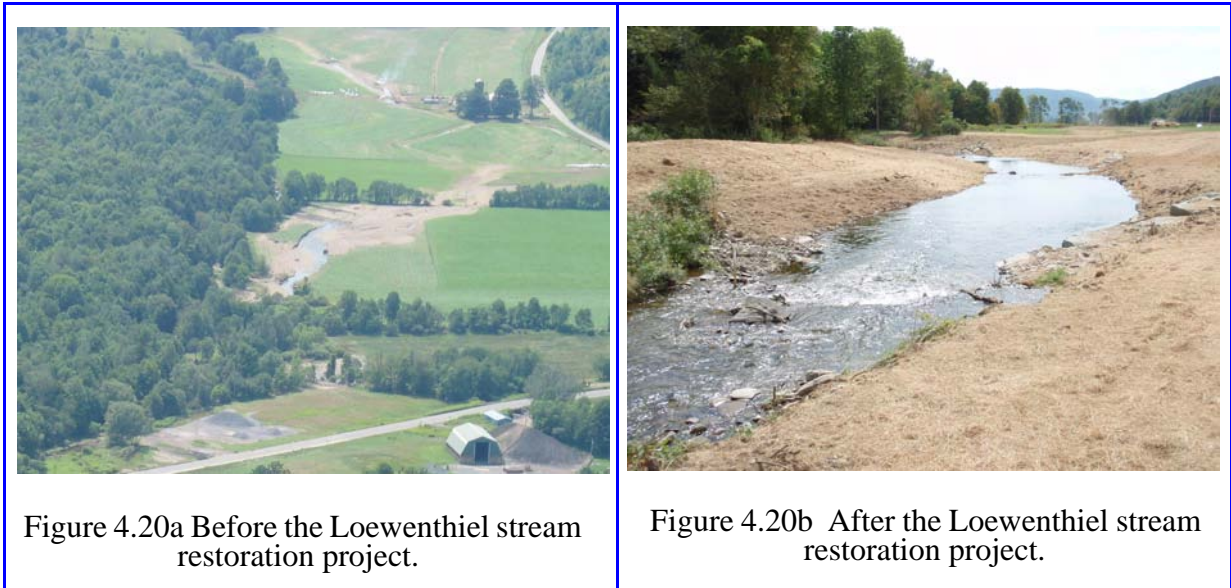 Figure 4.20a Before the Loewenthiel stream
restoration project.
Figure 4.20b After the Loewenthiel stream
restoration project.